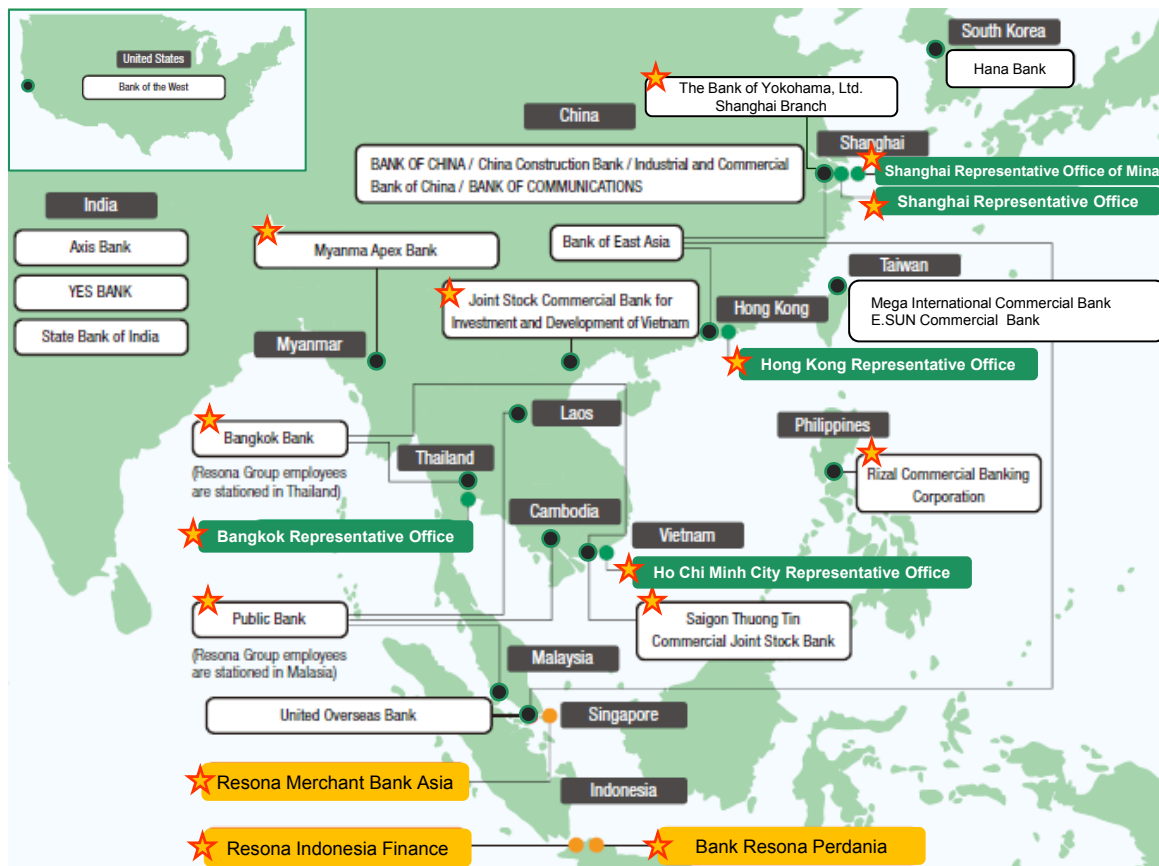 United States
Bank of the West
South Korea
Hana Bank
The Bank of Yokohama, Ltd.
Shanghai Branch
China
Shanghai
BANK OF CHINA / China Construction Bank / Industrial and Commercial
Bank of China / BANK OF COMMUNICATIONS
Shanghai Representative Office of Mina
Shanghai Representative Office
India
Axis Bank
YES BANK
State Bank of India
Myanma Apex Bank
Bank of East Asia
Taiwan
Mega International Commercial Bank
E.SUN Commercial Bank
Joint Stock Commercial Bank for
Investment and Development of Vietnam
Hong Kong
Hong Kong Representative Office
Myanmar
Laos
Philippines
Rizal Commercial Banking
Corporation
Bangkok Bank
(Resona Group employees
are stationed in Thailand)
Thailand
Bangkok Representative Office
Cambodia
Vietnam
Ho Chi Minh City Representative Office
Saigon Thuong Tin
Commercial Joint Stock Bank
Public Bank
(Resona Group employees
are stationed in Malasia)
Malaysia
United Overseas Bank
Singapore
Resona Merchant Bank Asia
Indonesia
Resona Indonesia Finance
Bank Resona Perdania